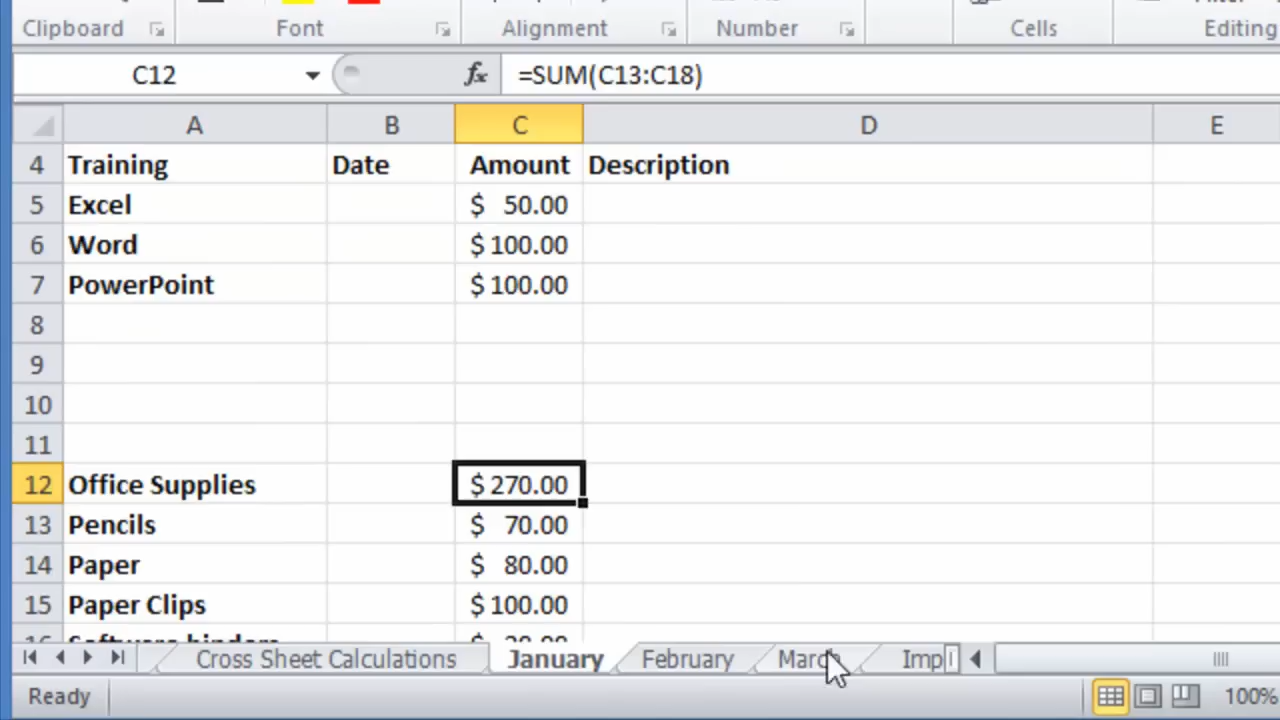 Clipboard Font Alignment Number Cells Editing
C12 fx =SUM(C13:C18)
A B C D E
4 Training Date Amount Description
5 Excel $ 50.00
6 Word $ 100.00
7 PowerPoint $ 100.00
8
9
10
11
12 Office Supplies $ 270.00
13 Pencils $ 70.00
14 Paper $ 80.00
15 Paper Clips $ 100.00
Cross Sheet Calculations January February March Imp
Ready 100%